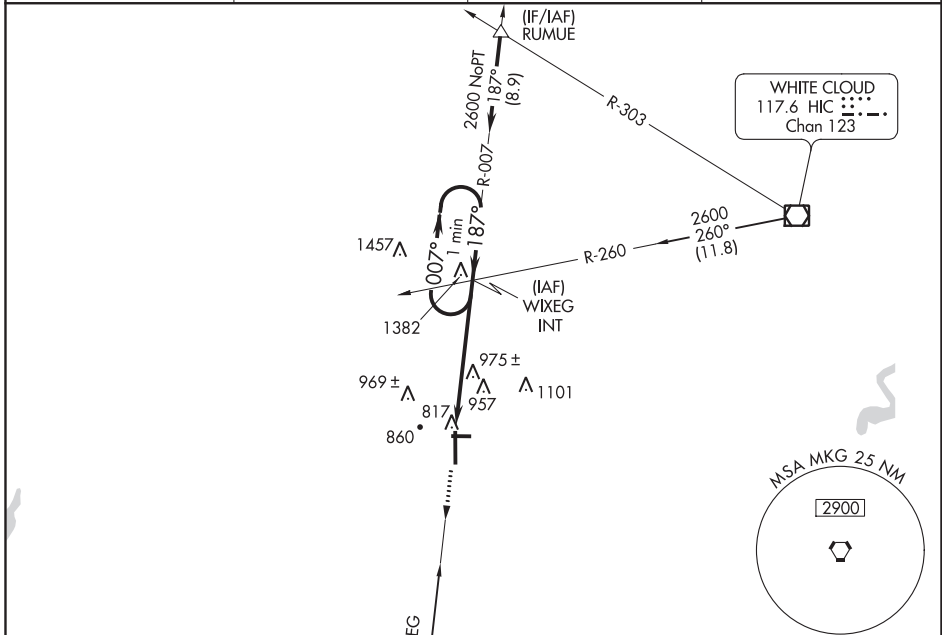 (IF/IAF)
RUMUE
2600 NoPT
187°
(8.9)
R-303
WHITE CLOUD
117.6 HIC
Chan 123
R-007
2600
260°
(11.8)
R-260
187°
1 min
007°
1457
(IAF)
WIXEG
INT
1382
975 ±
969 ±
957
1101
817
860
MSA MKG 25 NM
2900
EG